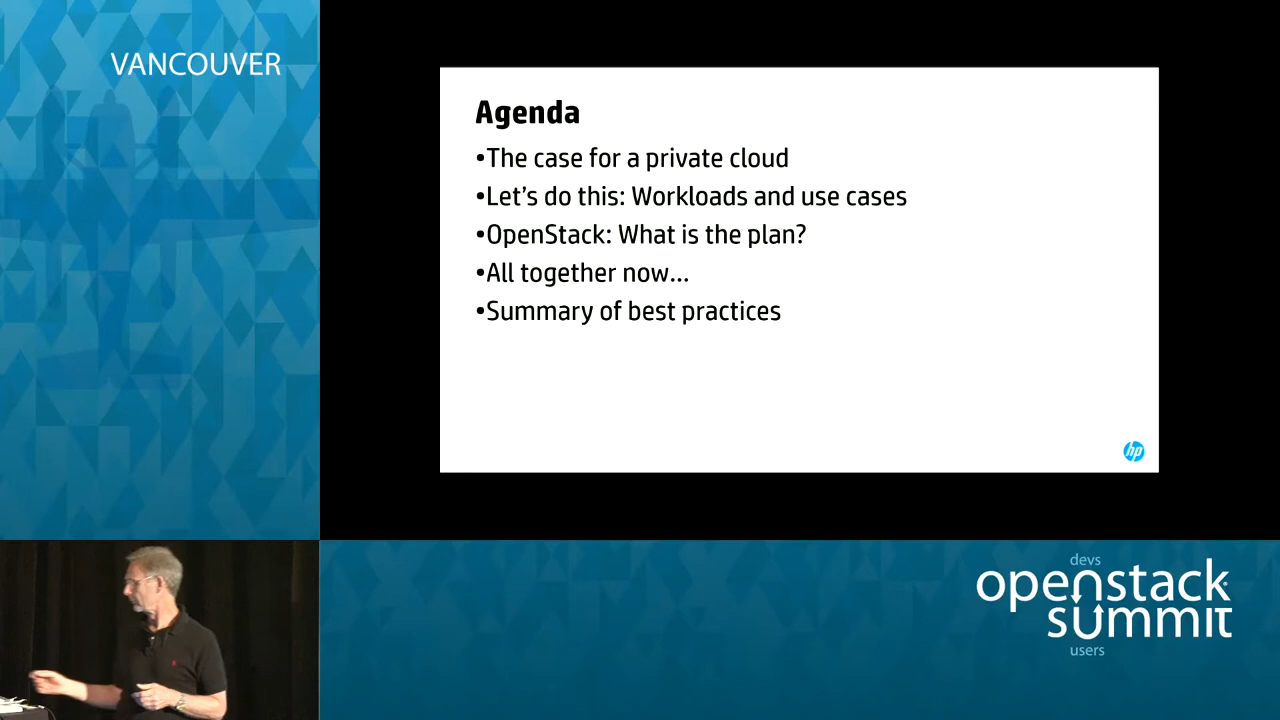 VANCOUVER
Agenda
•The case for a private cloud
•Let’s do this: Workloads and use cases
•OpenStack: What is the plan?
•All together now...
•Summary of best practices
hp
devs
openstack
summit
users